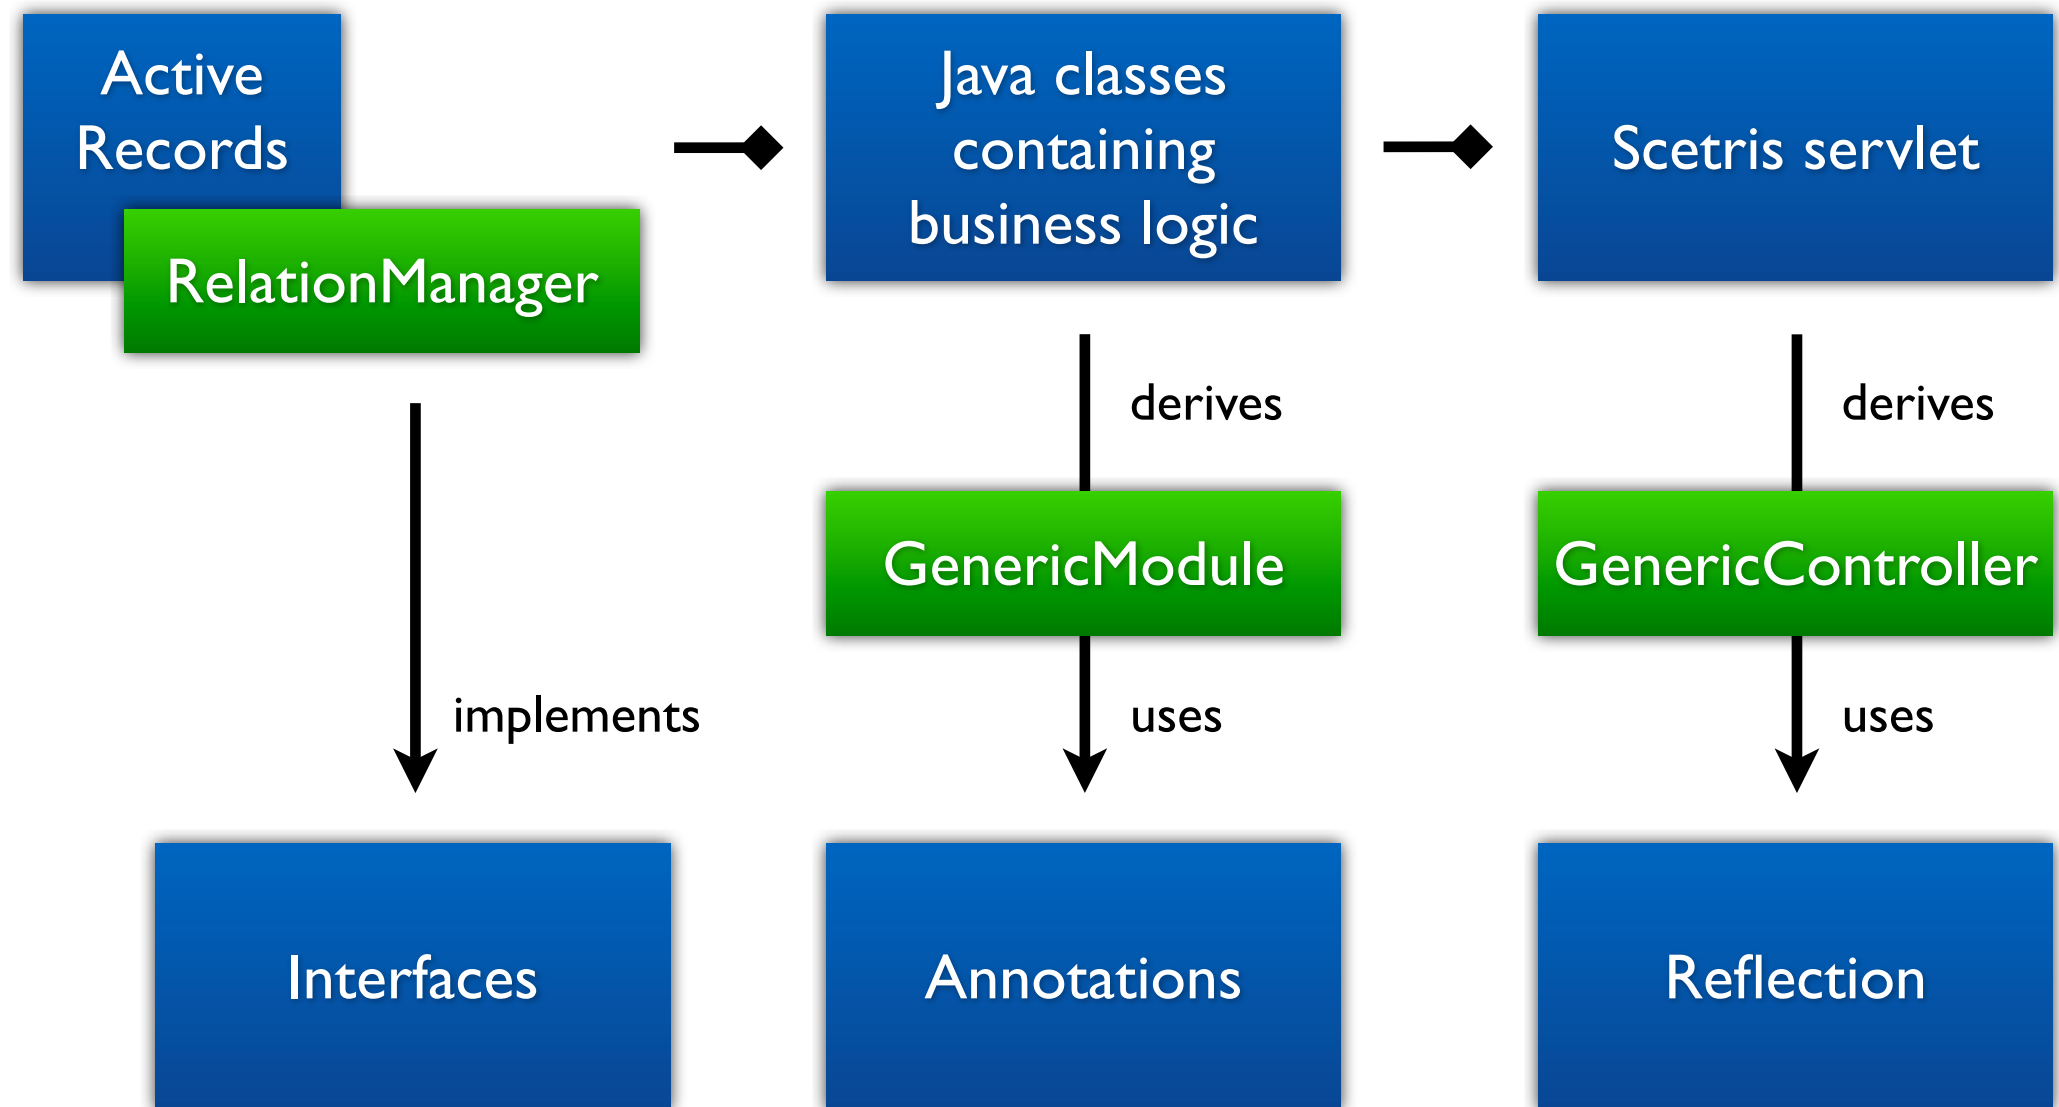 Active
Records
RelationManager
Java classes
containing
business logic
Scetris servlet
derives
derives
GenericModule
GenericController
implements
uses
uses
Interfaces
Annotations
Reflection